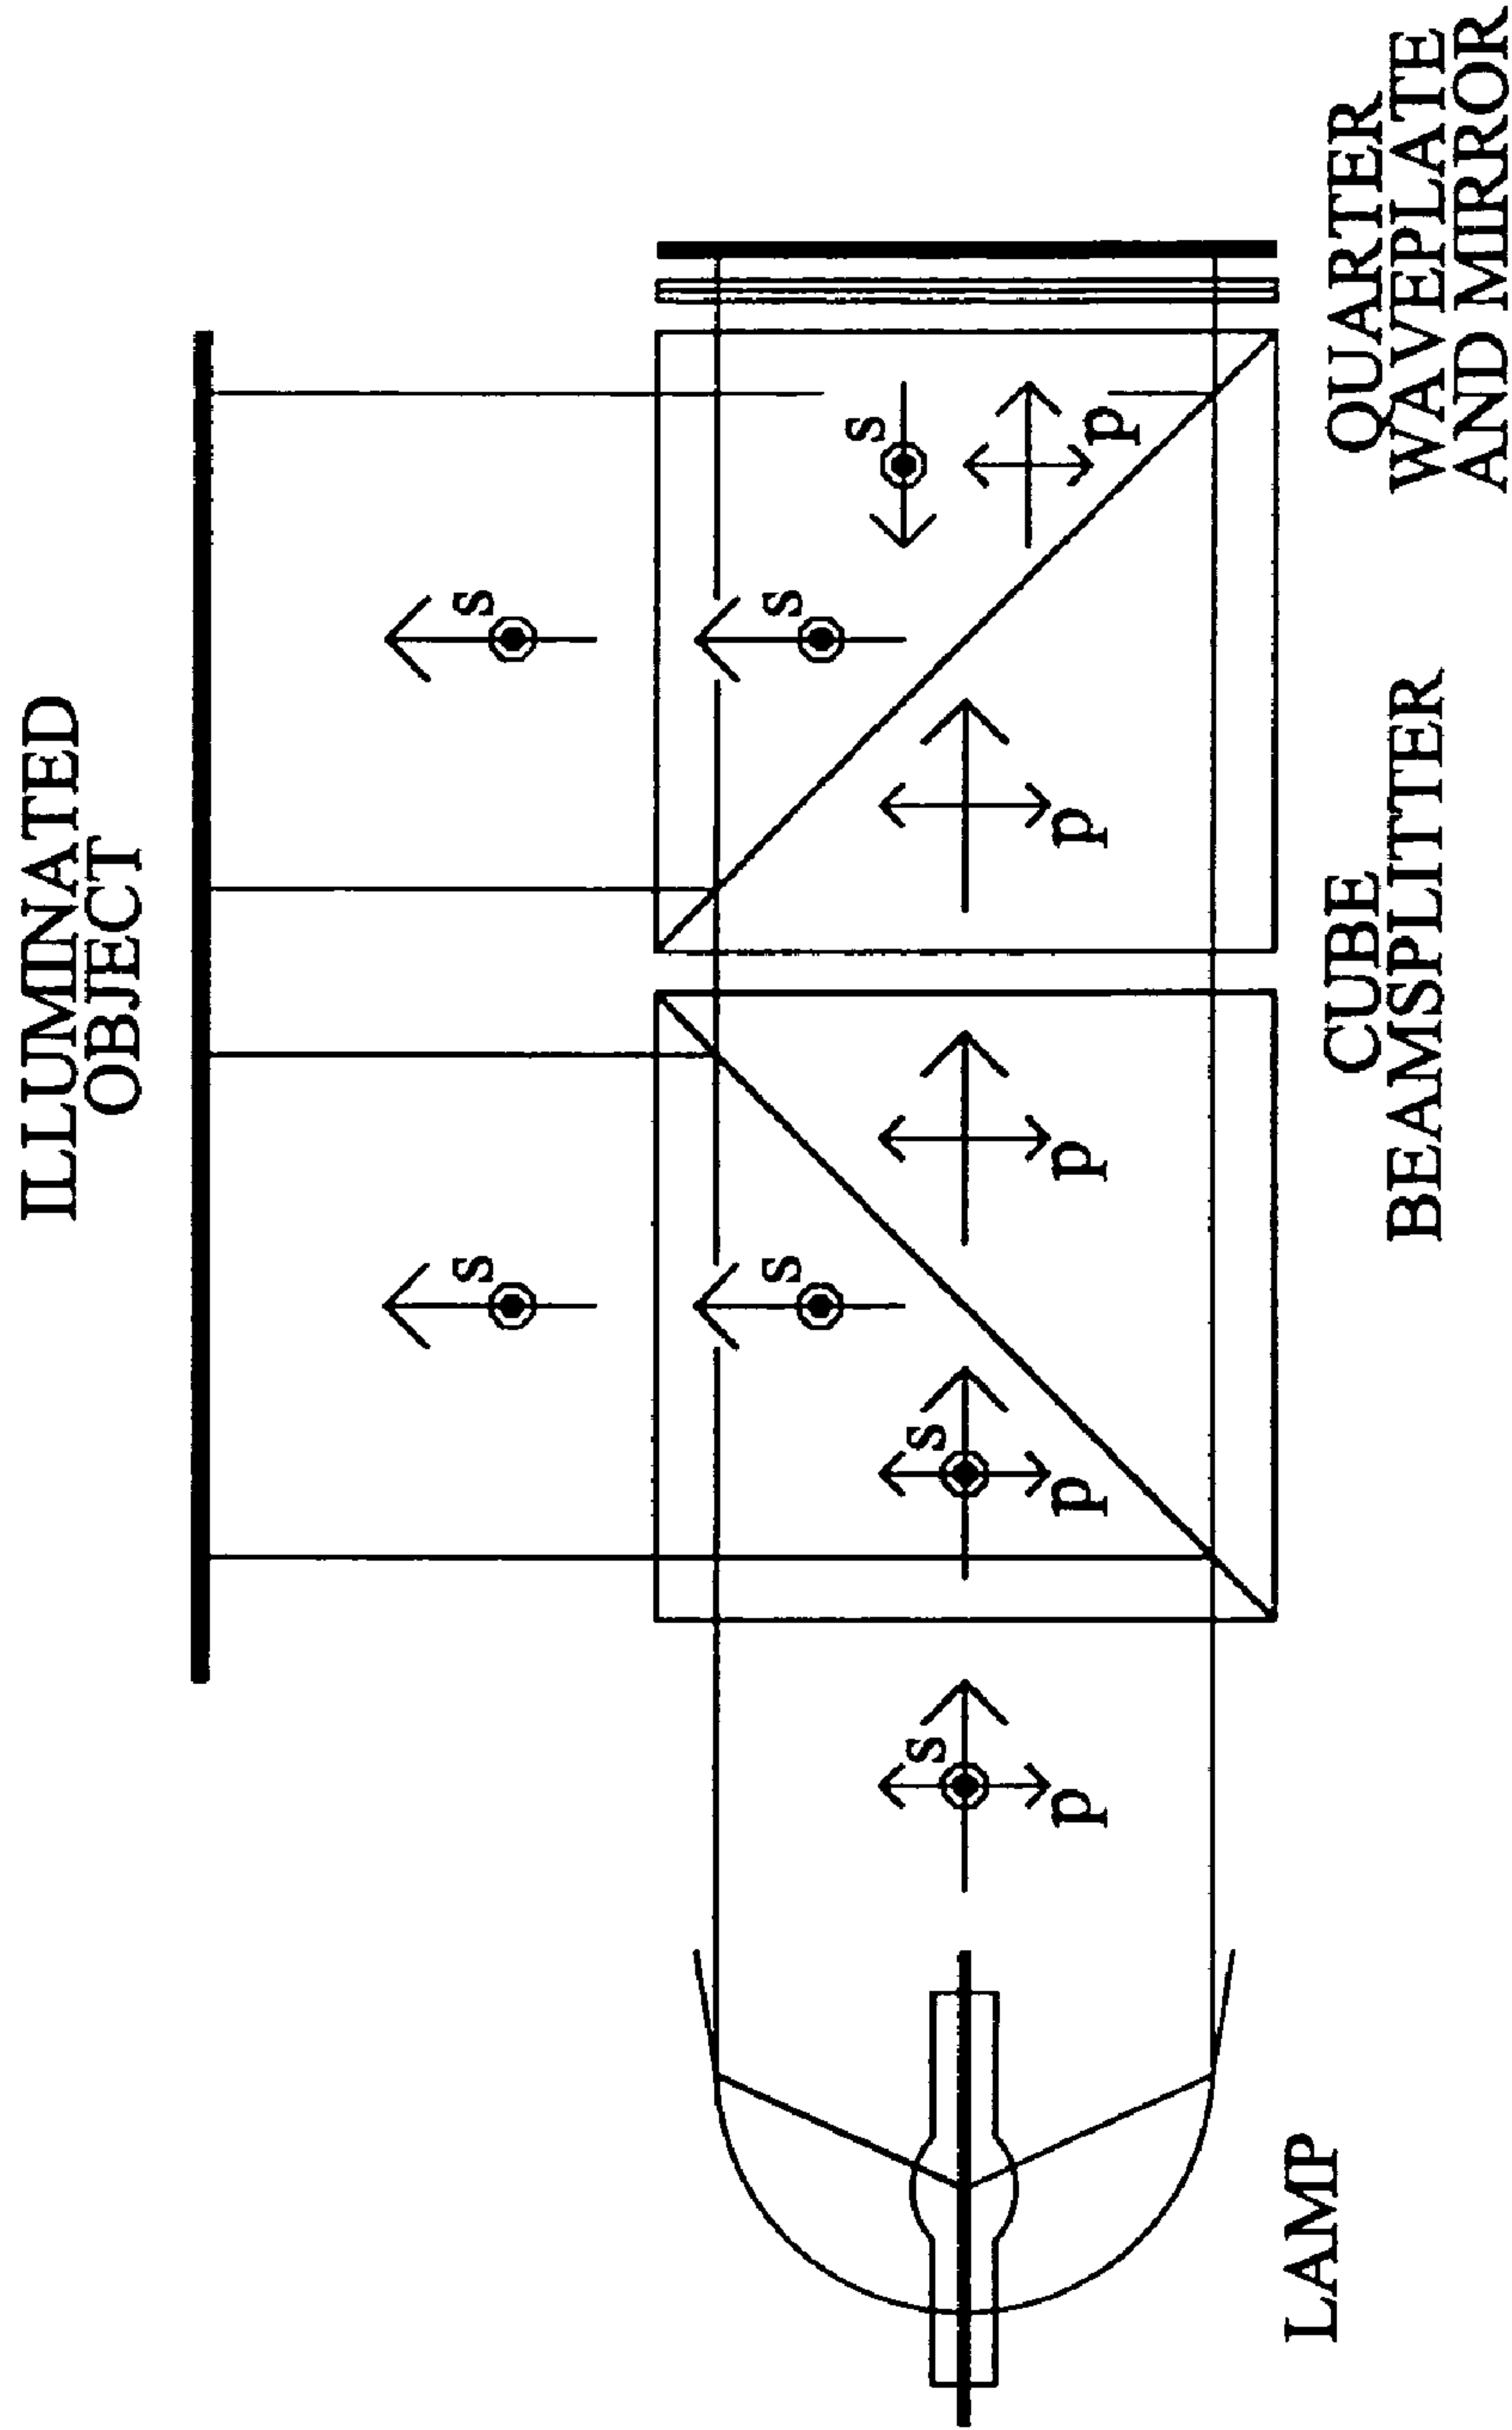 ILLUMINATED
OBJECT
s
s
s
s
s
s
s
p
p
p
p
p
LAMP
CUBE
BEAMSPLITTER
QUARTER
WAVEPLATE
AND MIRROR